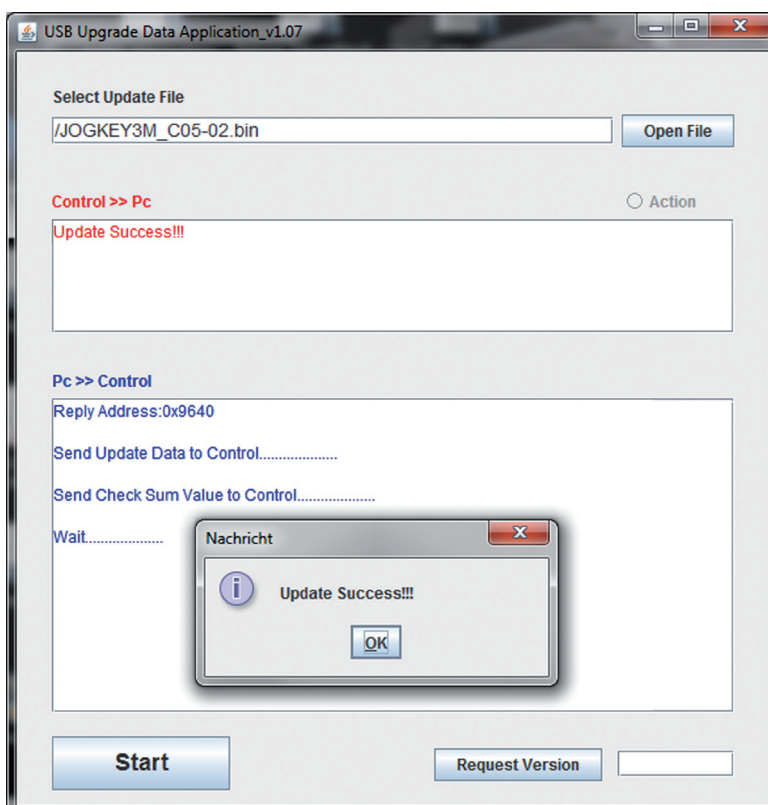 USB Upgrade Data Application_v1.07
Select Update File
/JOGKEY3M_C05-02.bin
Open File
Control >> Pc
Action
Update Success!!!
Pc >> Control
Reply Address:0x9640
Send Update Data to Control....................
Send Check Sum Value to Control....................
Wait....................
Nachricht
Update Success!!!
OK
Start
Request Version